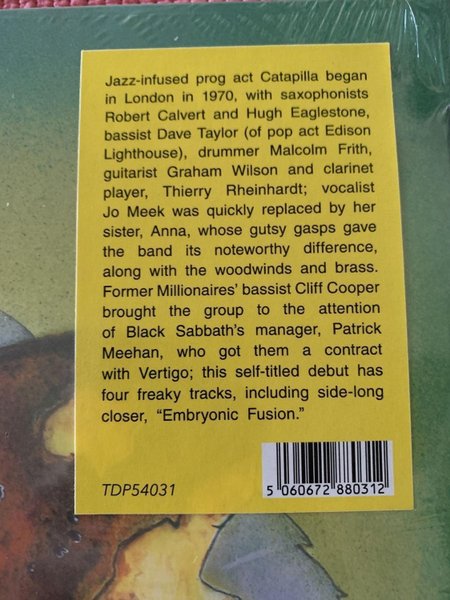 Jazz-infused prog act Catapilla began
in London in 1970, with saxophonists
Robert Calvert and Hugh Eaglestone,
bassist Dave Taylor (of pop act Edison
Lighthouse), drummer Malcolm Frith,
guitarist Graham Wilson and clarinet
player, Thierry Rheinhardt; vocalist
Jo Meek was quickly replaced by her
sister, Anna, whose gutsy gasps gave
the band its noteworthy difference,
along with the woodwinds and brass.
Former Millionaires' bassist Cliff Cooper
brought the group to the attention
of Black Sabbath's manager, Patrick
Meehan, who got them a contract
with Vertigo; this self-titled debut has
four freaky tracks, including side-long
closer, “Embryonic Fusion.”
TDP54031
5 060672 880312